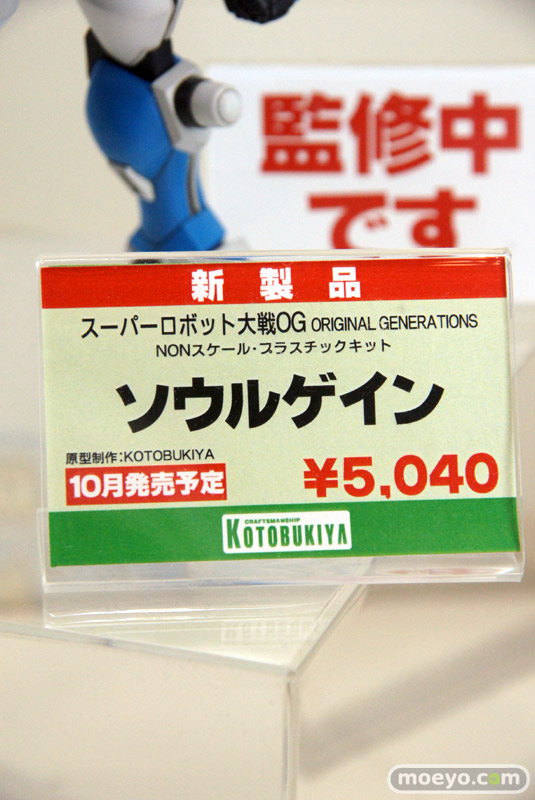 監修中
です
新製品
スーパーロボット大戦OG ORIGINAL GENERATIONS
NONスケール・プラスチックキット
ソウルゲイン
原型制作:KOTOBUKIYA
10月発売予定
¥5,040
CRAFTSMANSHIP
KOTOBUKIYA
moeyo.com